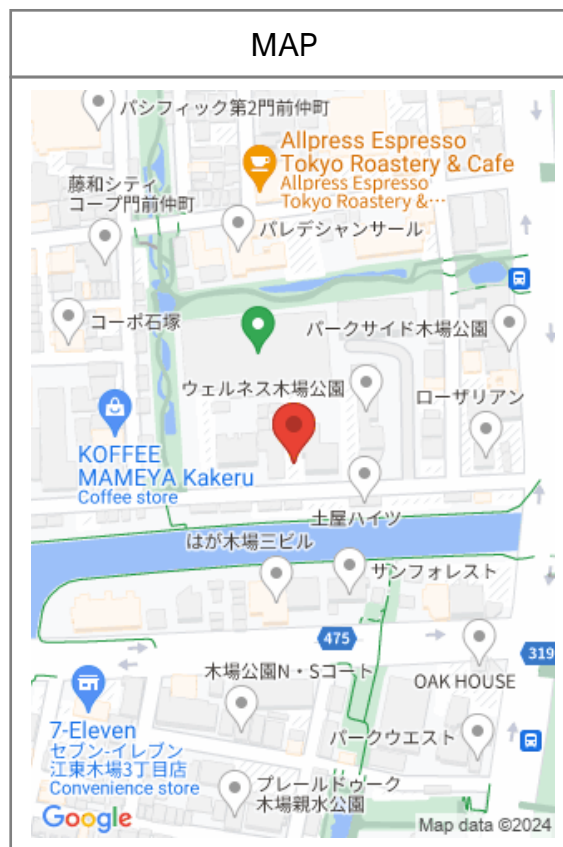 MAP
パシフィック第2門前仲町
Allpress Espresso
Tokyo Roastery & Cafe
Allpress Espresso
Tokyo Roastery &…
藤和シティ
コープ門前仲町
パレデシャンサール
コーポ石塚
パークサイド木場公園
ウェルネス木場公園
ローザリアン
KOFFEE
MAMEYA Kakeru
Coffee store
土屋ハイツ
はが木場三ビル
サンフォレスト
475
319
木場公園N・Sコート
OAK HOUSE
7-Eleven
セブン-イレブン
江東木場3丁目店
Convenience store
パークウエスト
プレールドゥーク
木場親水公園
Google
Map data ©2024